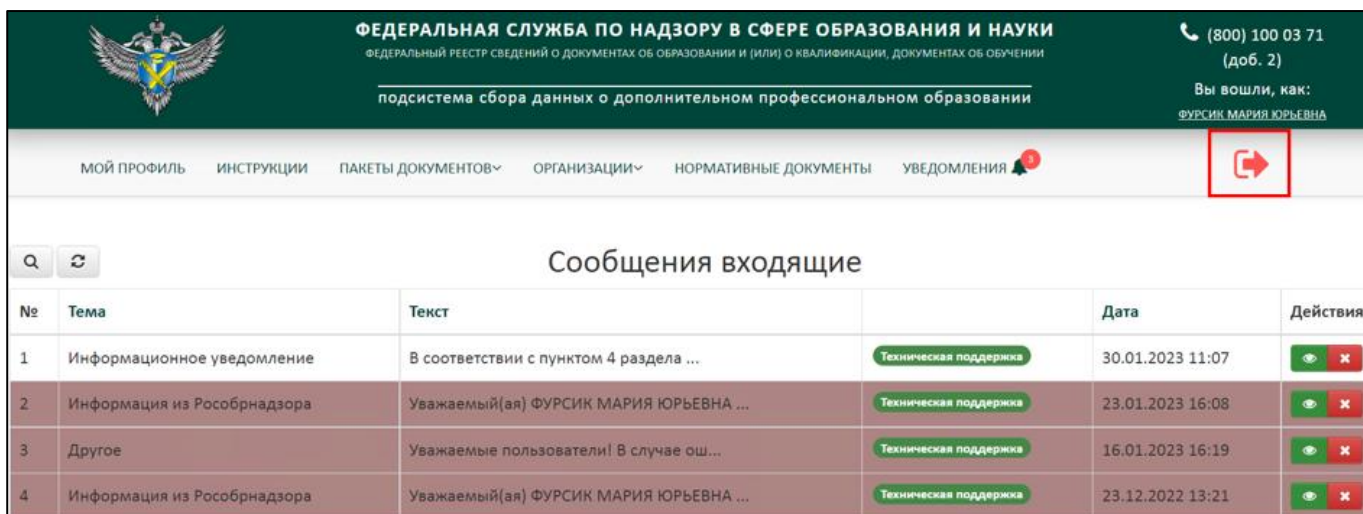 ФЕДЕРАЛЬНАЯ СЛУЖБА ПО НАДЗОРУ В СФЕРЕ ОБРАЗОВАНИЯ И НАУКИ
ФЕДЕРАЛЬНЫЙ РЕЕСТР СВЕДЕНИЙ О ДОКУМЕНТАХ ОБ ОБРАЗОВАНИИ И (ИЛИ) О КВАЛИФИКАЦИИ, ДОКУМЕНТАХ ОБ ОБУЧЕНИИ
подсистема сбора данных о дополнительном профессиональном образовании
(800) 100 03 71
(доб. 2)
Вы вошли, как:
ФУРСИК МАРИЯ ЮРЬЕВНА
МОЙ ПРОФИЛЬ ИНСТРУКЦИИ ПАКЕТЫ ДОКУМЕНТОВ ОРГАНИЗАЦИИ НОРМАТИВНЫЕ ДОКУМЕНТЫ УВЕДОМЛЕНИЯ 3
Сообщения входящие
№ Тема Текст Дата Действия
1 Информационное уведомление В соответствии с пунктом 4 раздела ... Техническая поддержка 30.01.2023 11:07
2 Информация из Рособрнадзора Уважаемый(ая) ФУРСИК МАРИЯ ЮРЬЕВНА ... Техническая поддержка 23.01.2023 16:08
3 Другое Уважаемые пользователи! В случае ош... Техническая поддержка 16.01.2023 16:19
4 Информация из Рособрнадзора Уважаемый(ая) ФУРСИК МАРИЯ ЮРЬЕВНА ... Техническая поддержка 23.12.2022 13:21